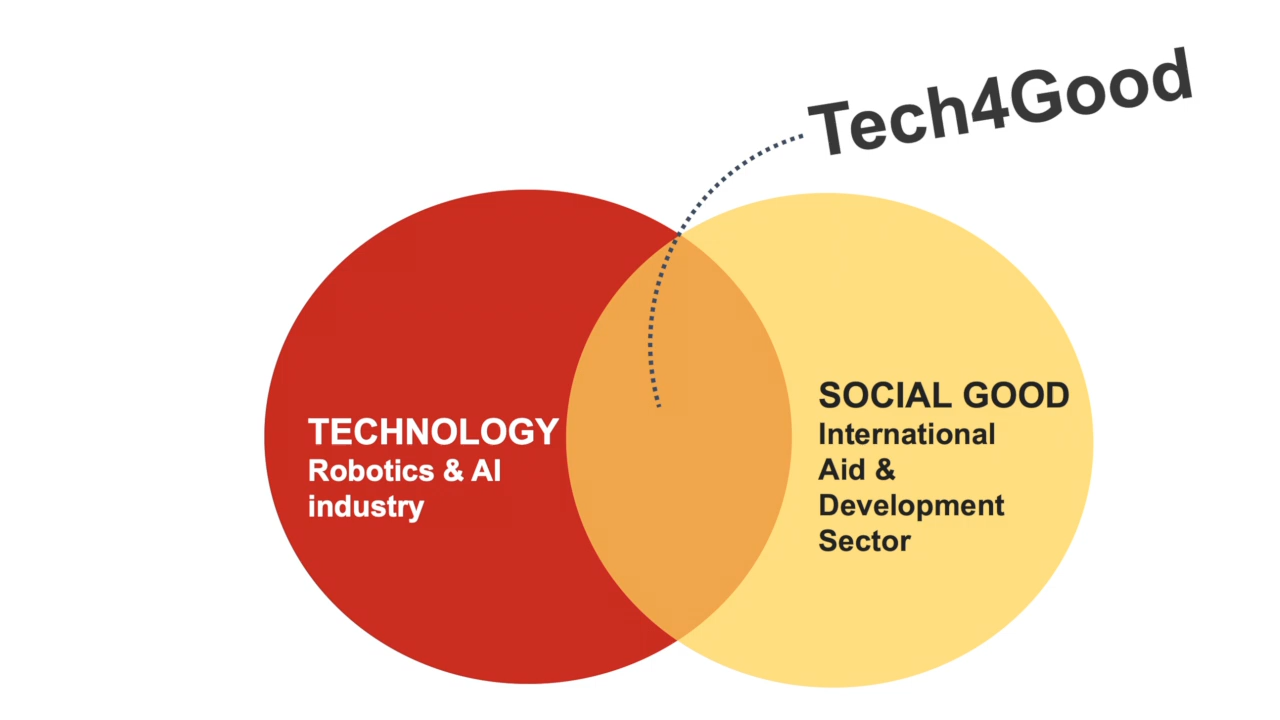 Tech4Good
TECHNOLOGY
Robotics & AI
industry
SOCIAL GOOD
International
Aid &
Development
Sector